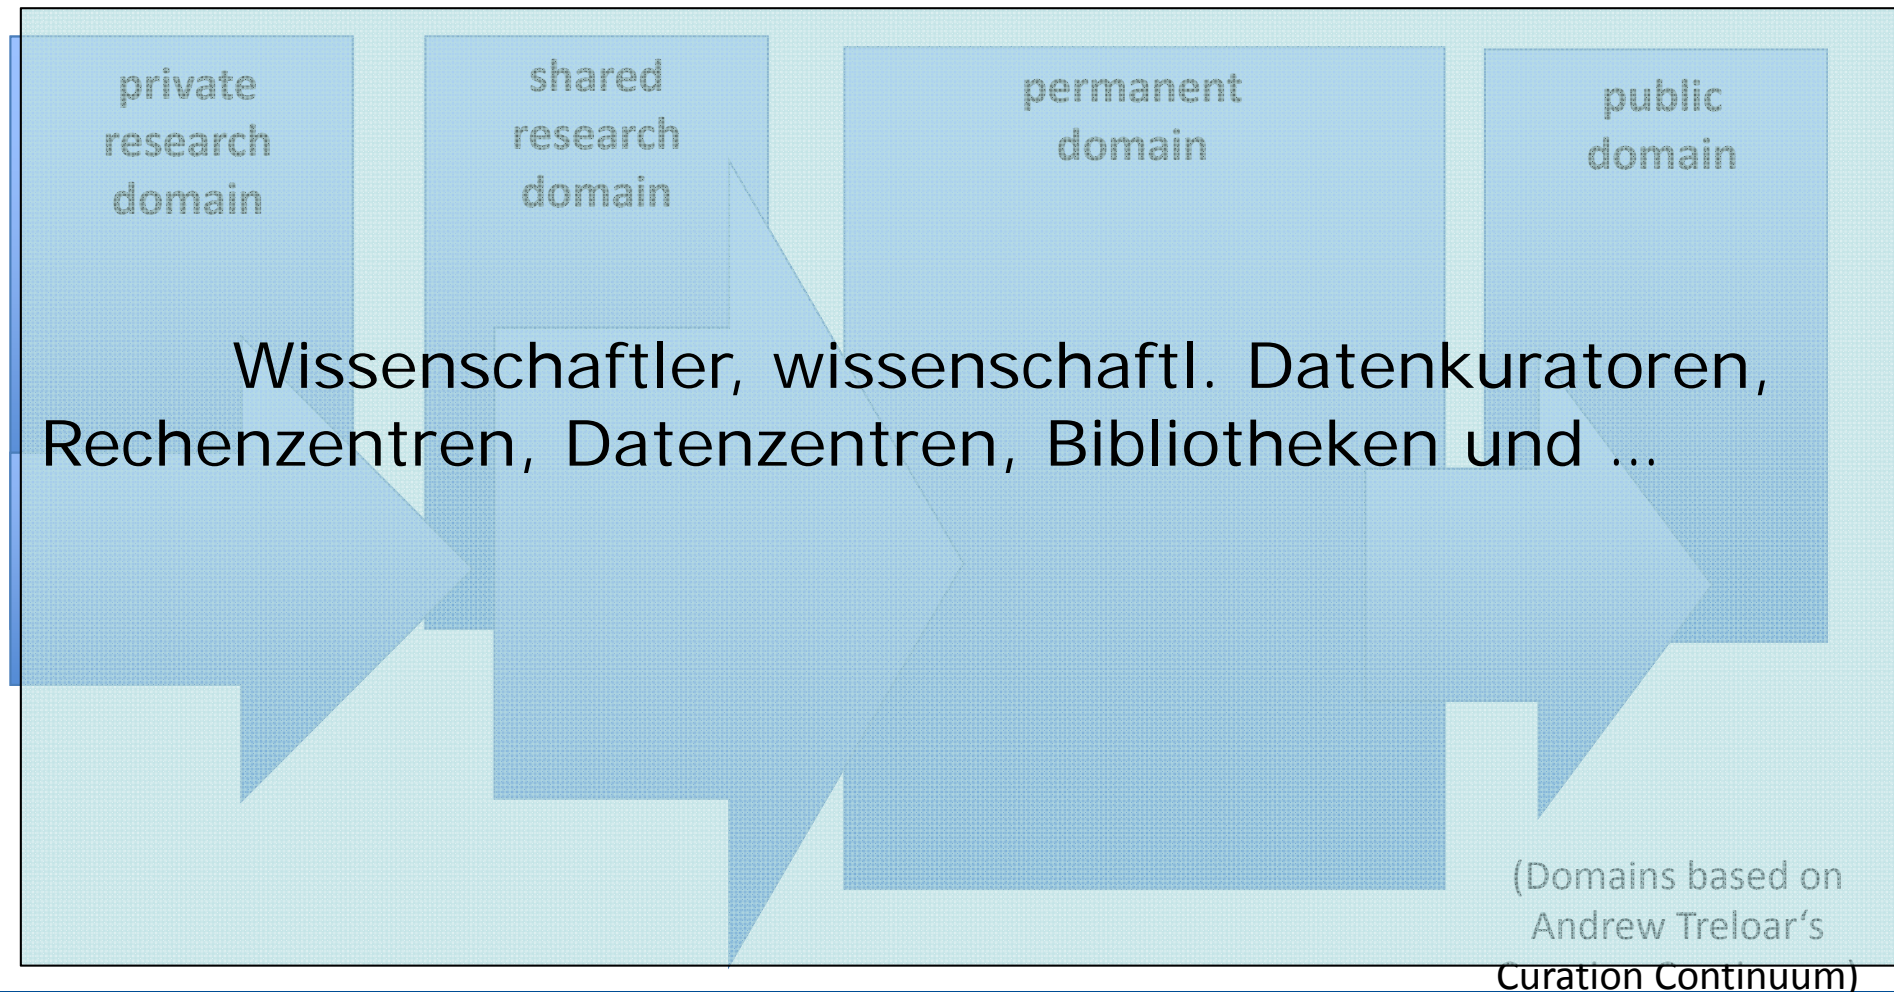 private
research
domain
shared
research
domain
permanent
domain
public
domain
Wissenschaftler, wissenschaftl. Datenkuratoren,
Rechenzentren, Datenzentren, Bibliotheken und ...
(Domains based on
Andrew Treloar‘s
Curation Continuum)